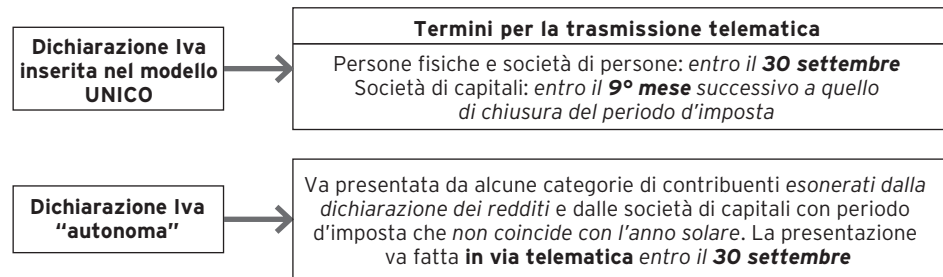 Termini per la trasmissione telematica
Dichiarazione Iva
inserita nel modello
UNICO
Persone fisiche e società di persone: entro il 30 settembre
Società di capitali: entro il 9° mese successivo a quello
di chiusura del periodo d'imposta
Dichiarazione Iva
“autonoma”
Va presentata da alcune categorie di contribuenti esonerati dalla
dichiarazione dei redditi e dalle società di capitali con periodo
d'imposta che non coincide con l'anno solare. La presentazione
va fatta in via telematica entro il 30 settembre